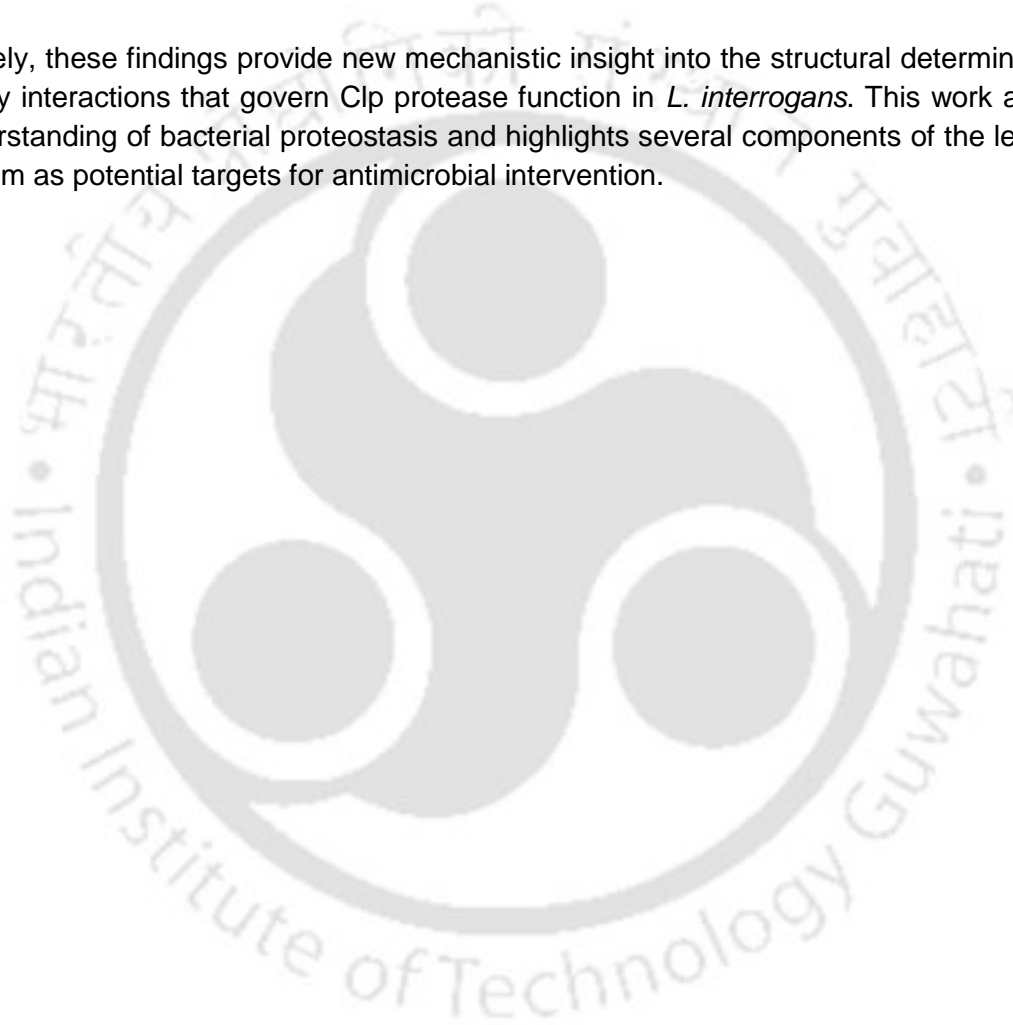 ely, these findings provide new mechanistic insight into the structural determin
y interactions that govern Clp protease function in L. interrogans. This work a
erstanding of bacterial proteostasis and highlights several components of the le
m as potential targets for antimicrobial intervention.
भारतीय प्रौद्योगिकी संस्थान गुवाहाटी
• Indian Institute of Technology Guwahati •